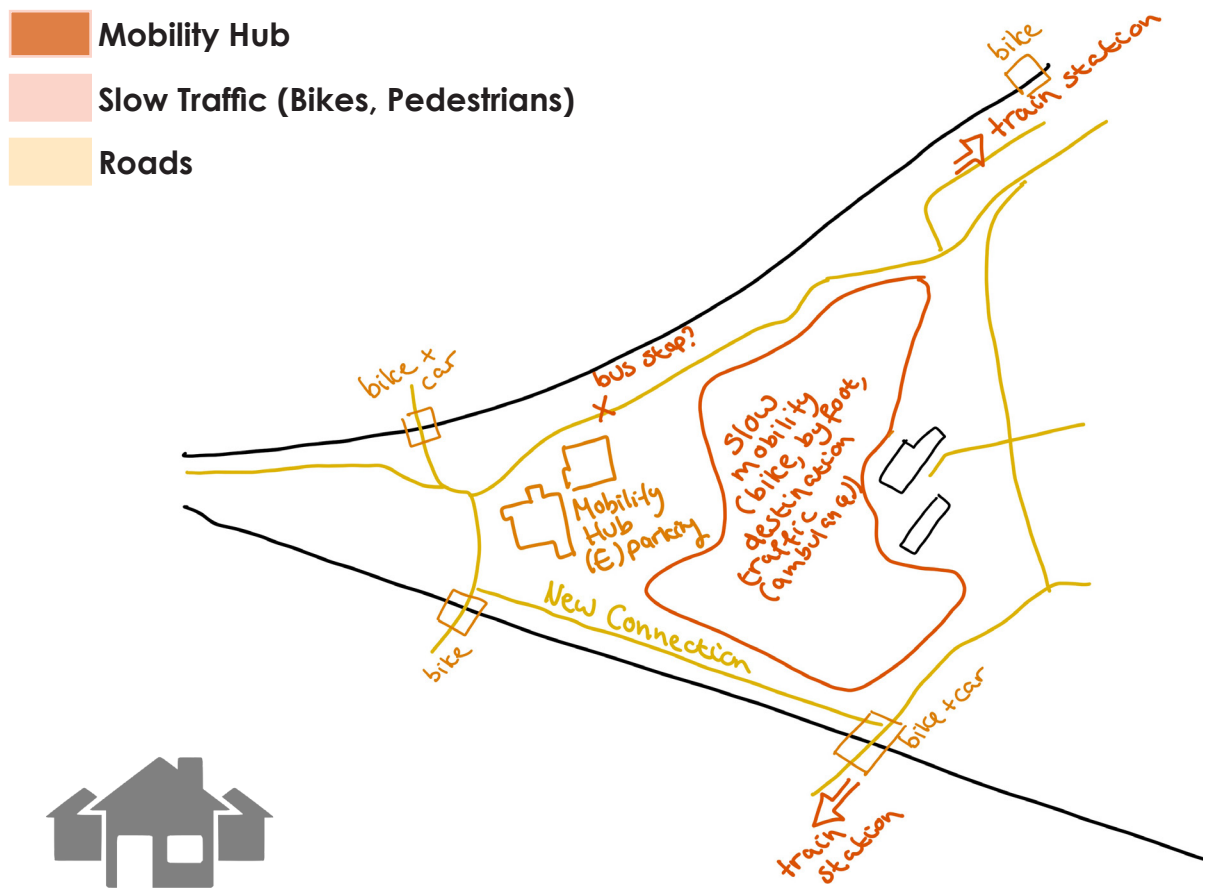 Mobility Hub
Slow Traffic (Bikes, Pedestrians)
Roads
bike
train station
bike +
car
bus stop?
slow
mobility
(bike, by foot,
destination
traffic
(ambulance))
Mobility
Hub
(E) parking
New Connection
bike
bike + car
train
station